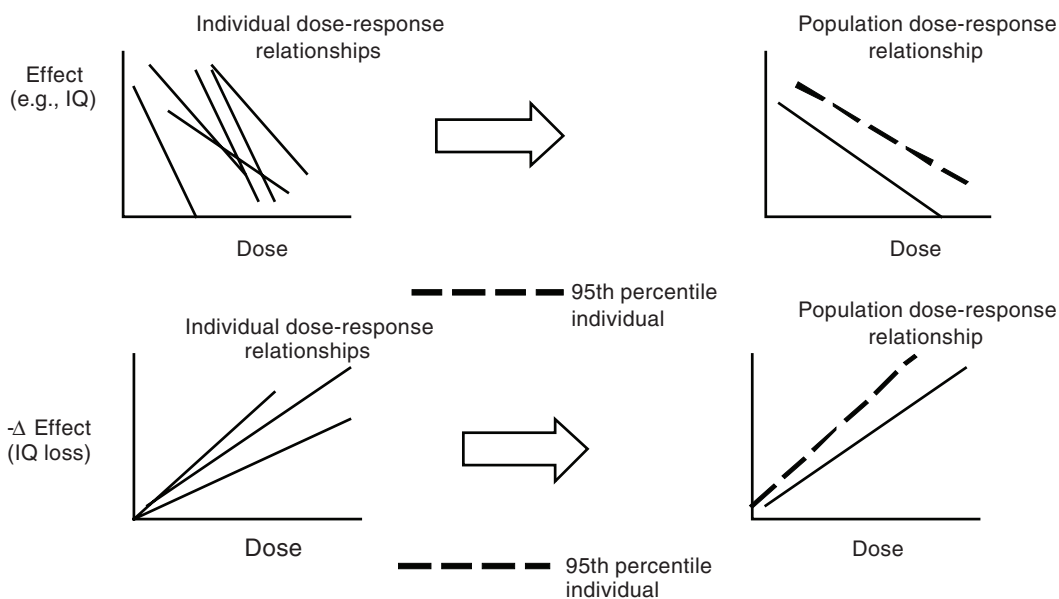 Individual dose-response
relationships
Population dose-response
relationship
Effect
(e.g., IQ)
Dose
Dose
95th percentile
individual
Individual dose-response
relationships
Population dose-response
relationship
-Δ Effect
(IQ loss)
Dose
Dose
95th percentile
individual